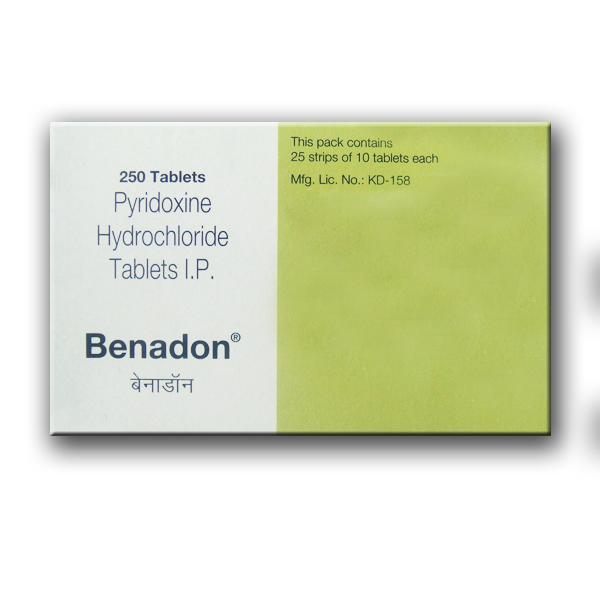 250 Tablets
Pyridoxine
Hydrochloride
Tablets I.P.
Benadon®
बेनाडॉन
This pack contains
25 strips of 10 tablets each
Mfg. Lic. No.: KD-158